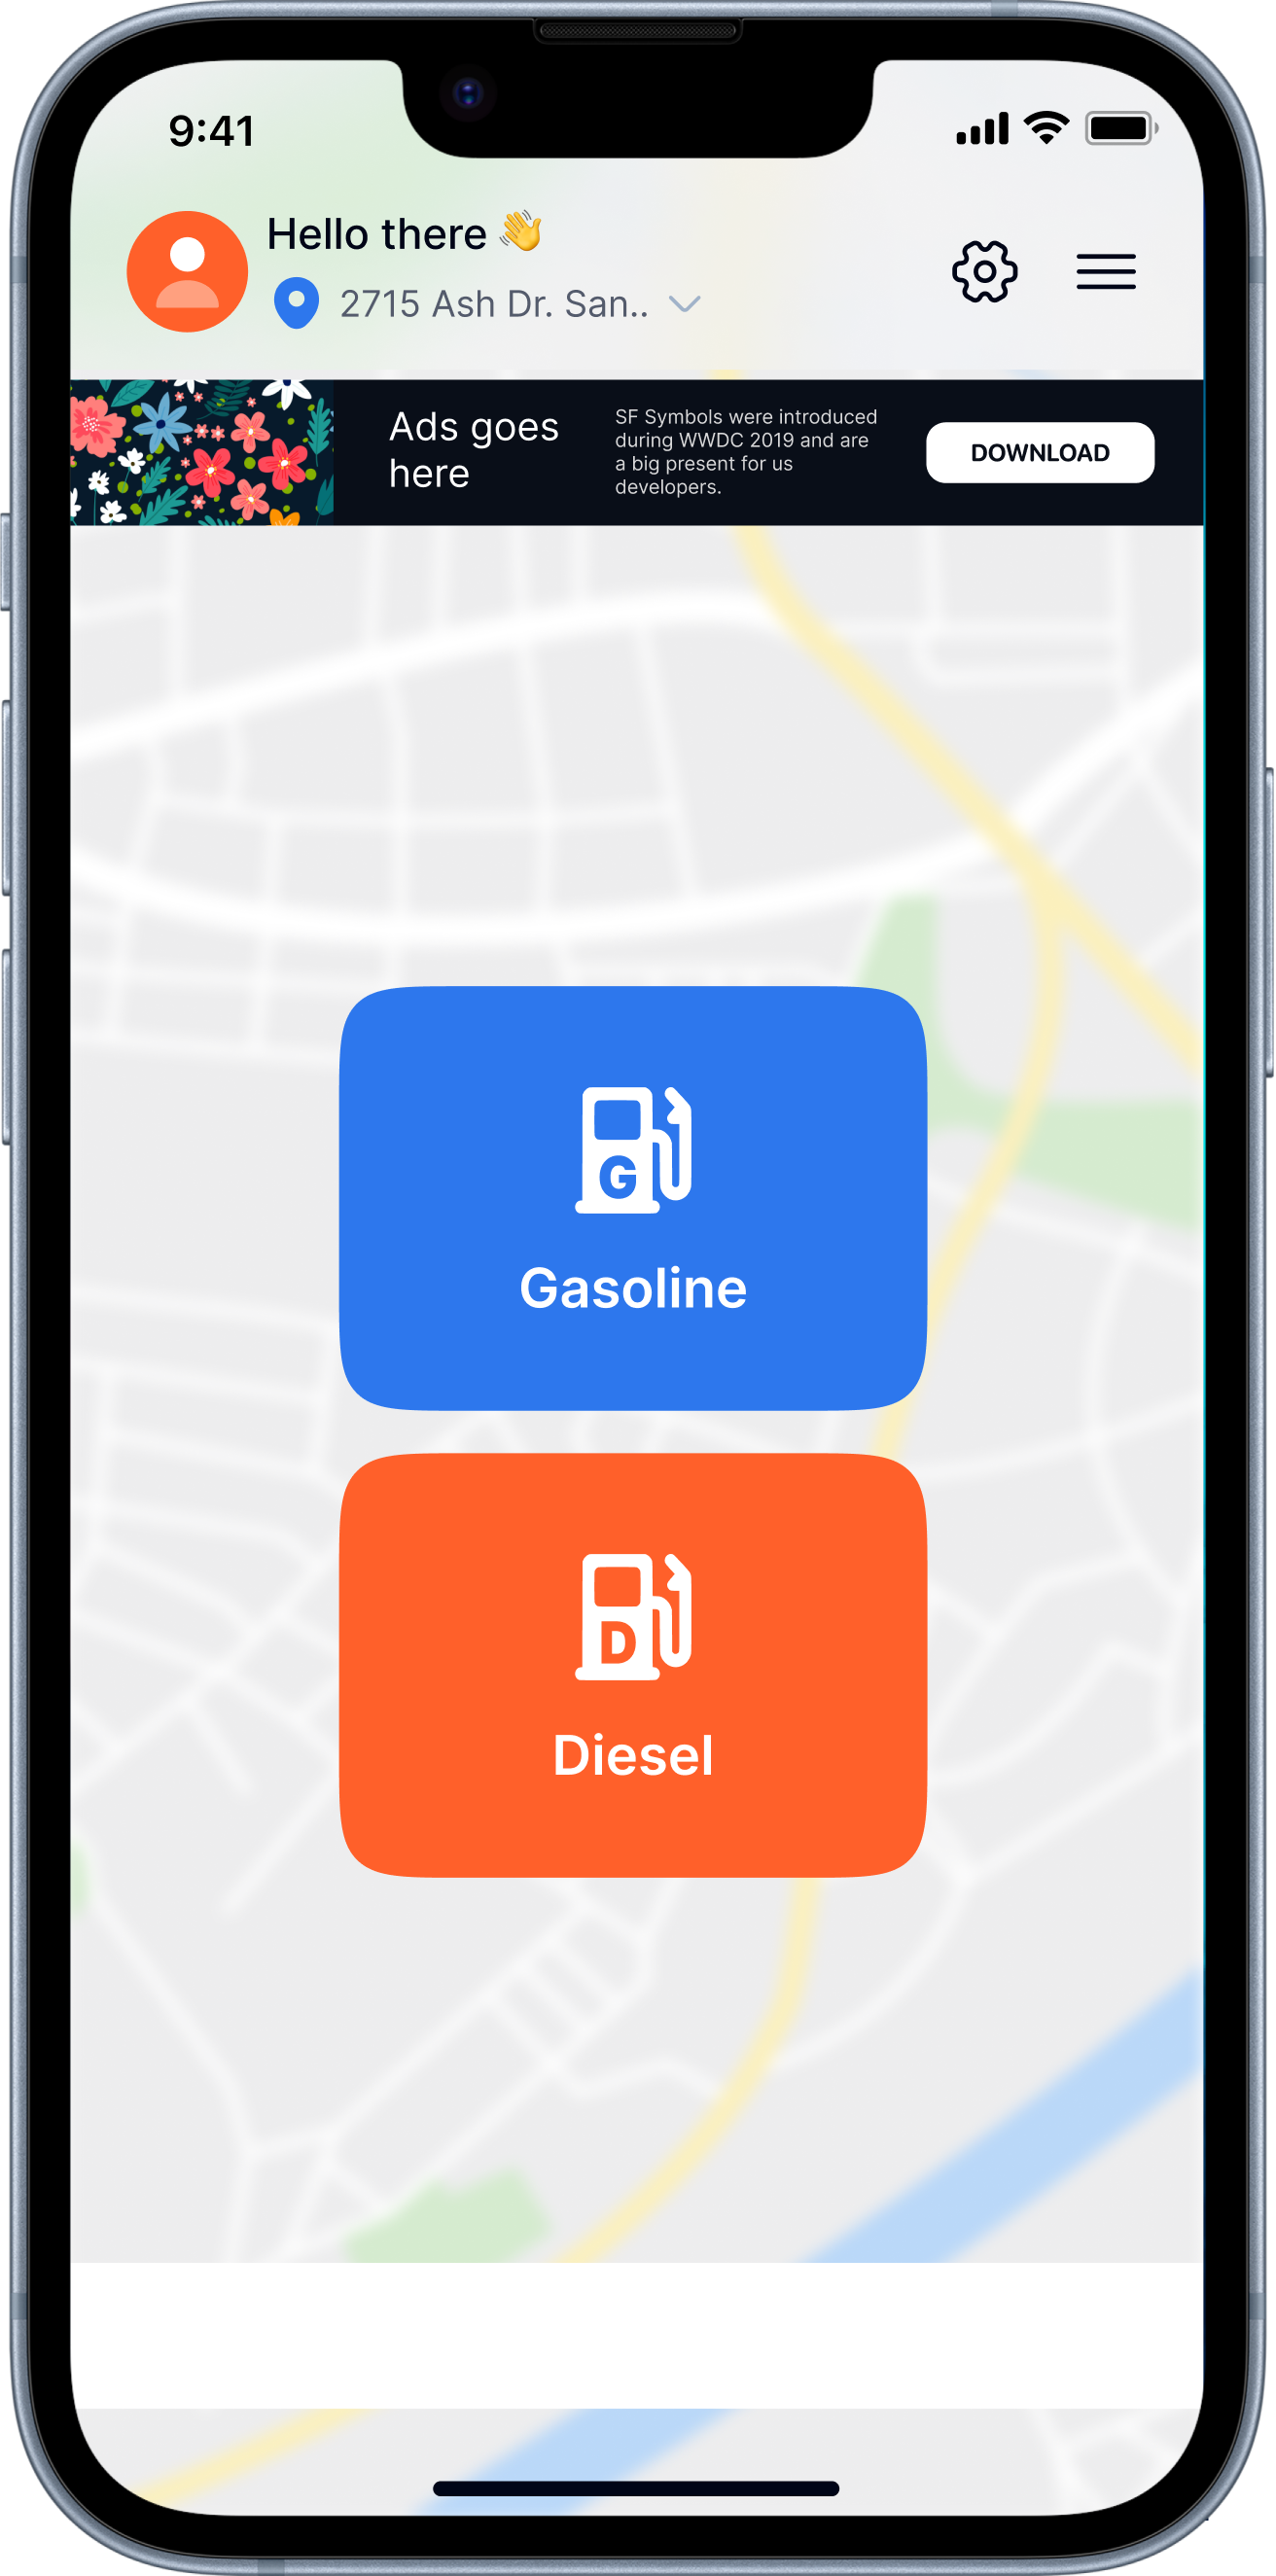 9:41
Hello there 👋
2715 Ash Dr. San..
Ads goes
here
SF Symbols were introduced
during WWDC 2019 and are
a big present for us
developers.
DOWNLOAD
G
Gasoline
D
Diesel